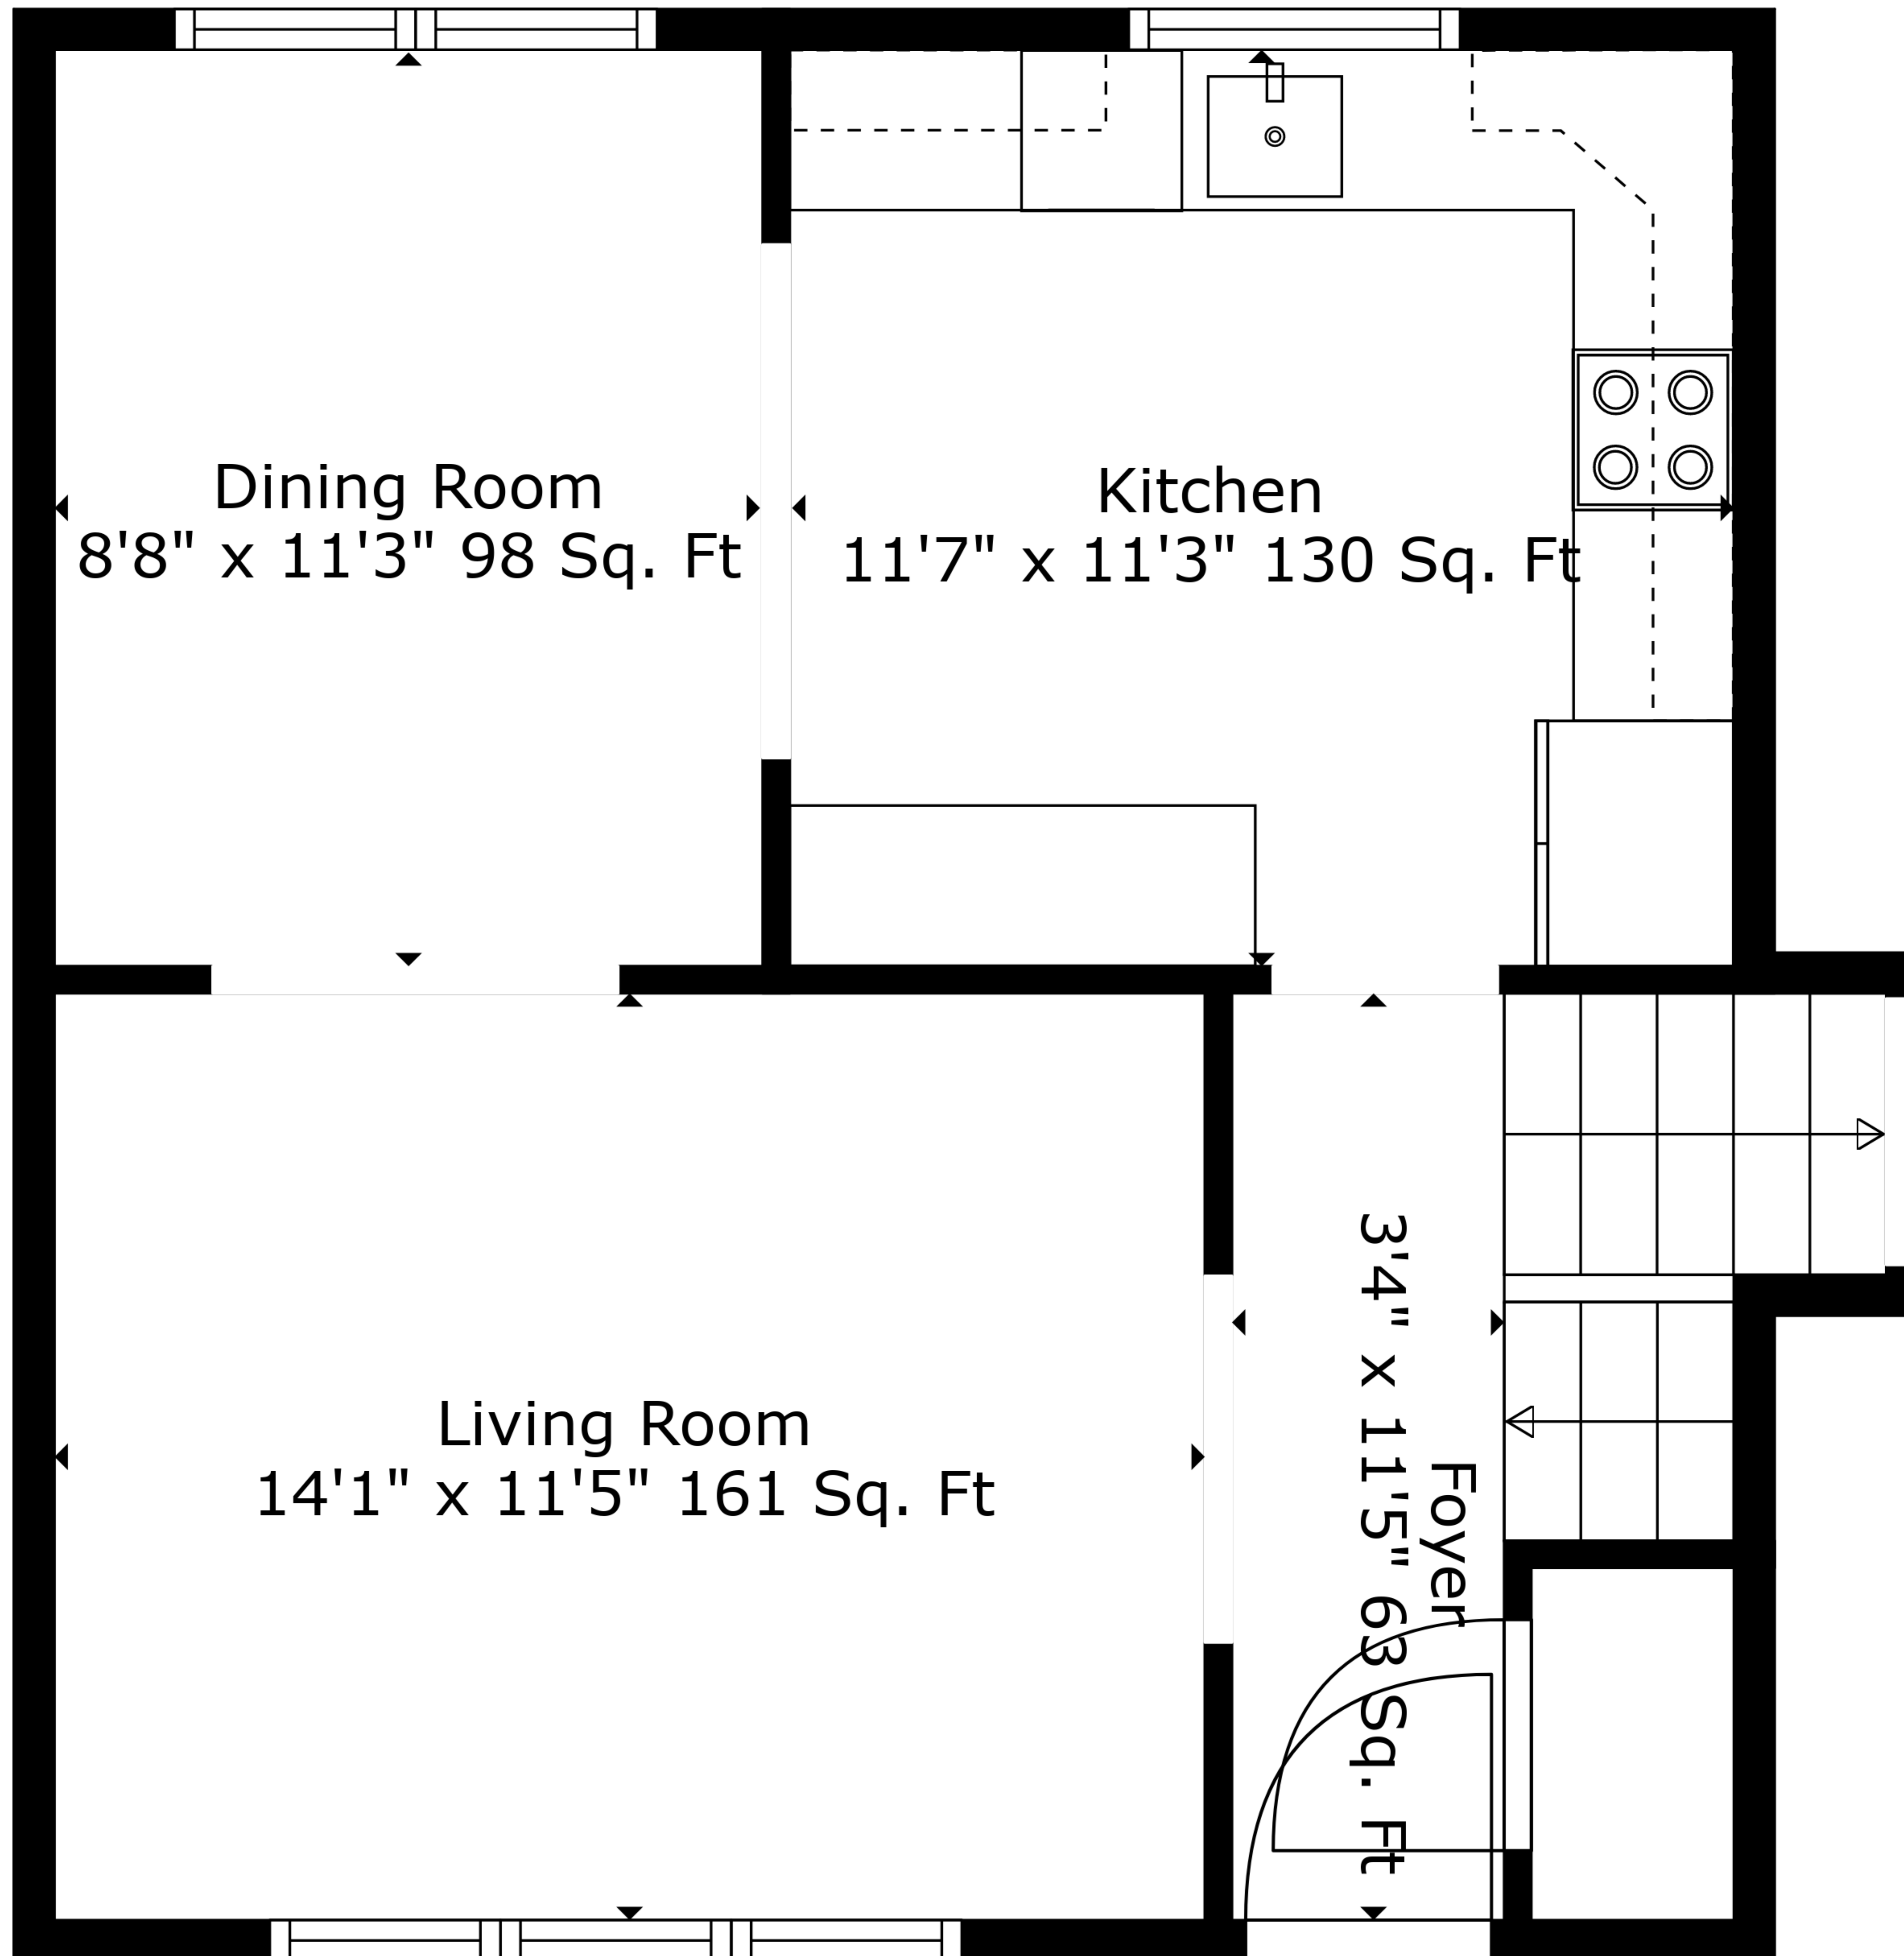 Dining Room
8'8" x 11'3" 98 Sq. Ft
Kitchen
11'7" x 11'3" 130 Sq. Ft
Living Room
14'1" x 11'5" 161 Sq. Ft
Foyer
3'4" x 11'5" 63 Sq. Ft